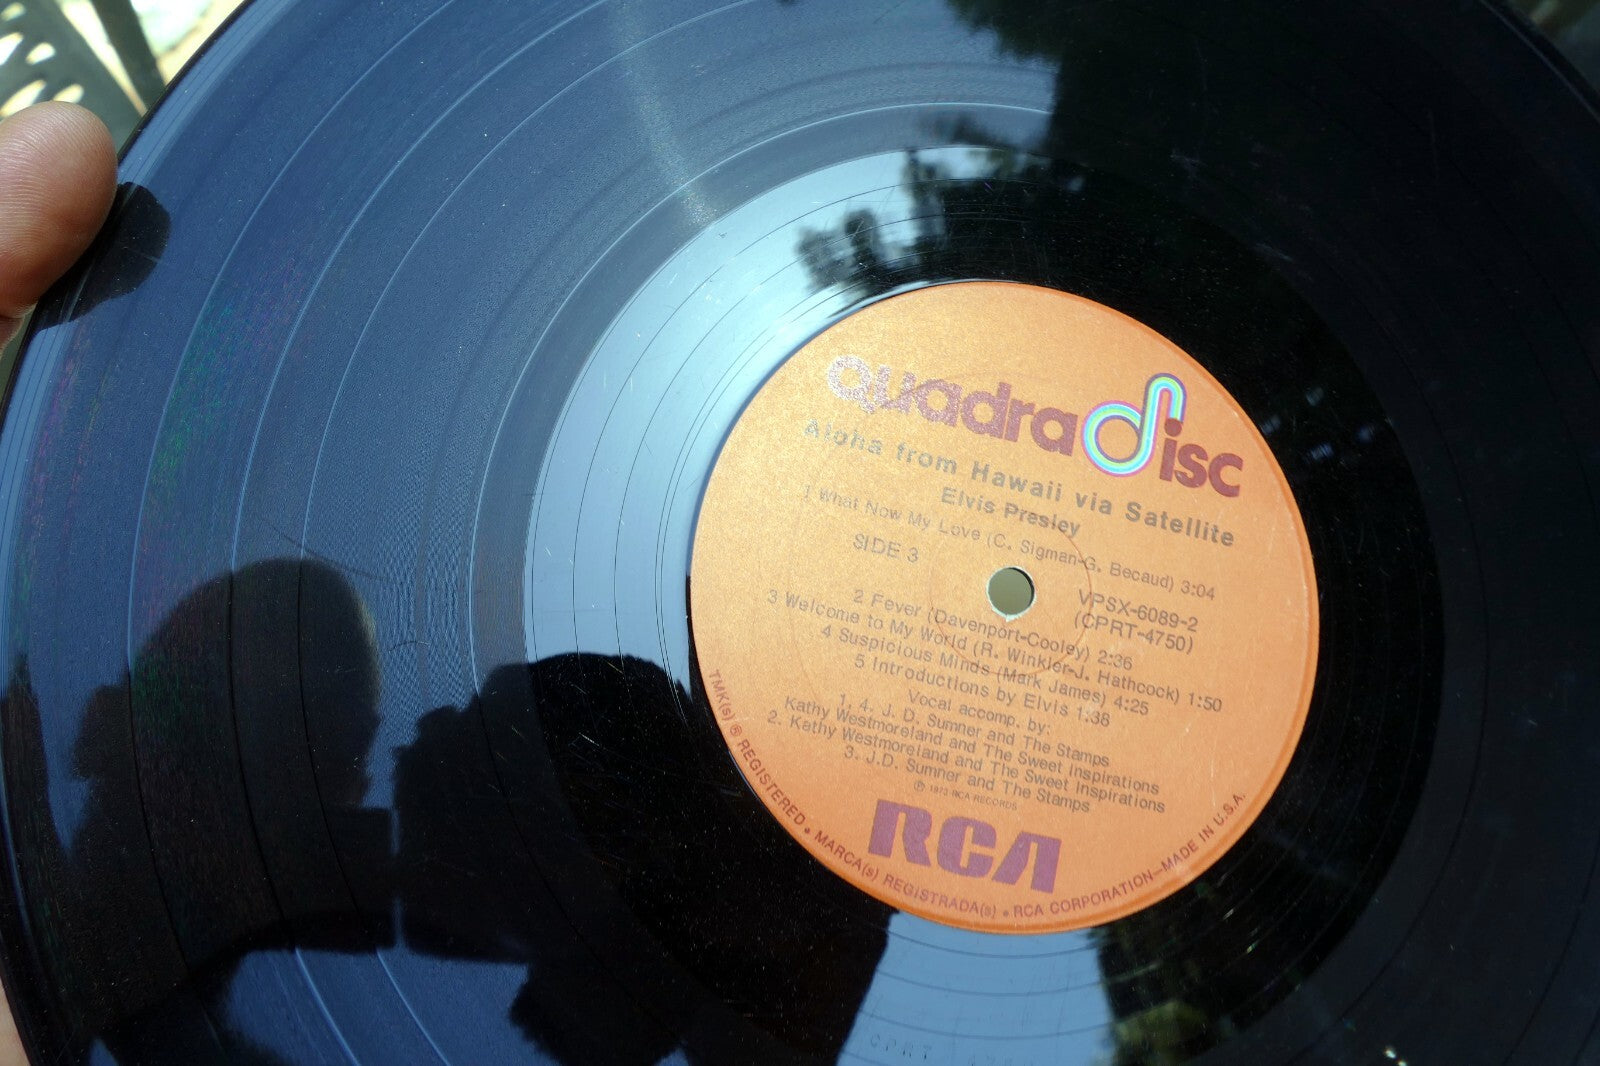 quadradisc
Aloha from Hawaii via Satellite
Elvis Presley
1 What Now My Love (C. Sigman-G. Becaud) 3:04
SIDE 3
VPSX-6089-2
(CPRT-4750)
2 Fever (Davenport-Cooley) 2:36
3 Welcome to My World (R. Winkler-J. Hathcock) 1:50
4 Suspicious Minds (Mark James) 4:25
5 Introductions by Elvis 1:38
Vocal accomp. by:
1, 4. J. D. Sumner and The Stamps
Kathy Westmoreland and The Sweet Inspirations
2. Kathy Westmoreland and The Sweet Inspirations
3. J.D. Sumner and The Stamps
℗ 1973 RCA RECORDS
RCA
TMK(s) ® REGISTERED • MARCA(s) REGISTRADA(s) • RCA CORPORATION—MADE IN U.S.A.
CPRT